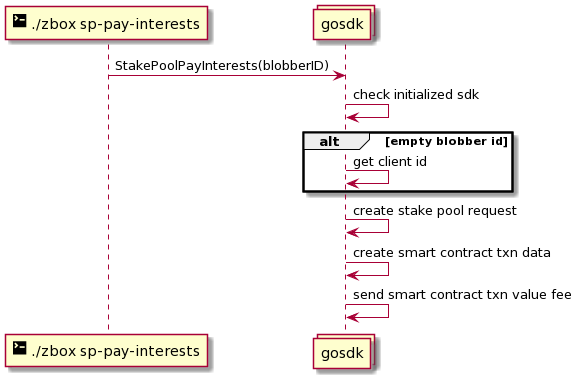 ./zbox sp-pay-interests
gosdk
StakePoolPayInterests(blobberID)
check initialized sdk
alt
[empty blobber id]
get client id
create stake pool request
create smart contract txn data
send smart contract txn value fee
./zbox sp-pay-interests
gosdk